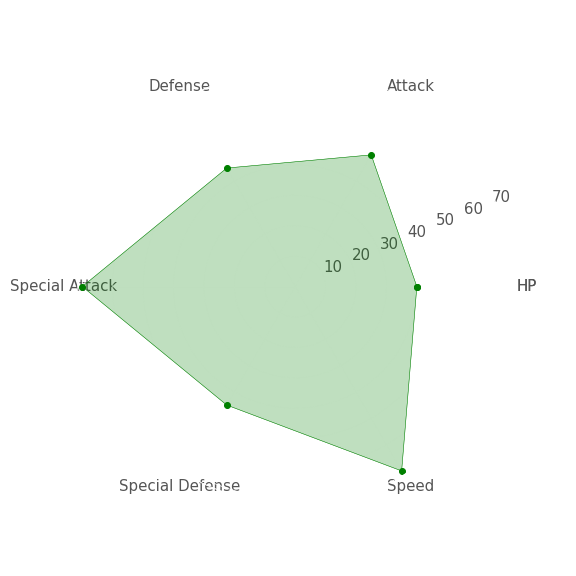 Defense
Attack
70
60
50
40
30
20
10
Special Attack
HP
Special Defense
Speed